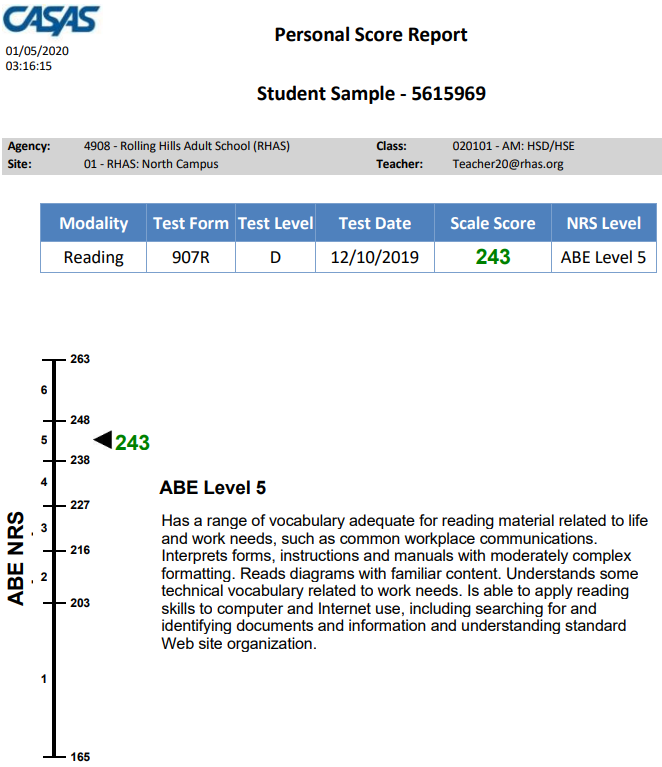 CASAS
01/05/2020
03:16:15
Personal Score Report
Student Sample - 5615969
Agency: 4908 - Rolling Hills Adult School (RHAS) Class: 020101 - AM: HSD/HSE
Site: 01 - RHAS: North Campus Teacher: Teacher20@rhas.org
Modality Test Form Test Level Test Date Scale Score NRS Level
Reading 907R D 12/10/2019 243 ABE Level 5
263
6
248
5 243
238
4
227
3
216
2
203
1
165
ABE NRS
ABE Level 5
Has a range of vocabulary adequate for reading material related to life
and work needs, such as common workplace communications.
Interprets forms, instructions and manuals with moderately complex
formatting. Reads diagrams with familiar content. Understands some
technical vocabulary related to work needs. Is able to apply reading
skills to computer and Internet use, including searching for and
identifying documents and information and understanding standard
Web site organization.